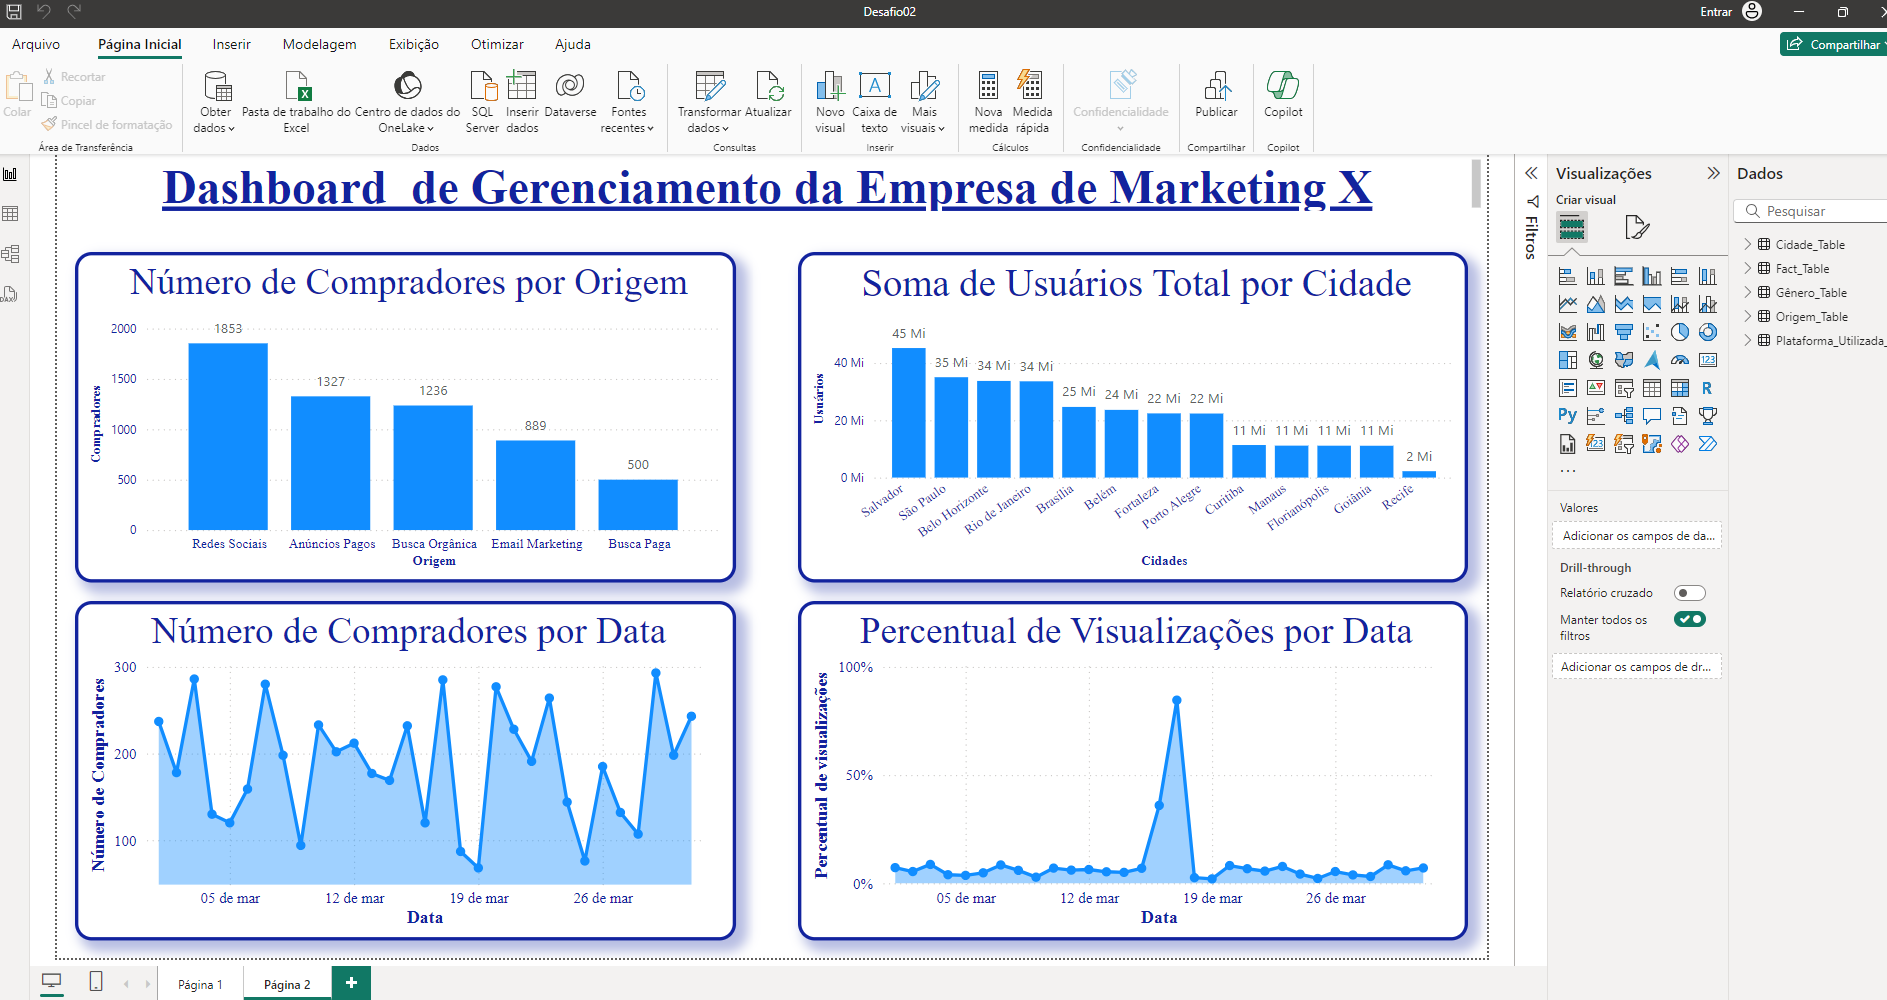 Desafio02
Entrar
Arquivo
Página Inicial
Inserir
Modelagem
Exibição
Otimizar
Ajuda
Compartilhar
Colar
Recortar
Copiar
Pincel de formatação
Área de Transferência
Obter dados
Pasta de trabalho do Excel
Centro de dados do OneLake
SQL Server
Inserir dados
Dataverse
Fontes recentes
Dados
Transformar dados
Atualizar
Consultas
Novo visual
Caixa de texto
Mais visuais
Inserir
Nova medida
Medida rápida
Cálculos
Confidencialidade
Confidencialidade
Publicar
Compartilhar
Copilot
Copilot
Dashboard  de Gerenciamento da Empresa de Marketing X
Número de Compradores por Origem
Compradores
2000
1500
1000
500
0
1853
1327
1236
889
500
Redes Sociais
Anúncios Pagos
Busca Orgânica
Email Marketing
Busca Paga
Origem
Soma de Usuários Total por Cidade
Usuários
40 Mi
20 Mi
0 Mi
45 Mi
35 Mi
34 Mi
34 Mi
25 Mi
24 Mi
22 Mi
22 Mi
11 Mi
11 Mi
11 Mi
11 Mi
2 Mi
Salvador
São Paulo
Belo Horizonte
Rio de Janeiro
Brasília
Belém
Fortaleza
Porto Alegre
Curitiba
Manaus
Florianópolis
Goiânia
Recife
Cidades
Número de Compradores por Data
Número de Compradores
300
200
100
05 de mar
12 de mar
19 de mar
26 de mar
Data
Percentual de Visualizações por Data
Percentual de visualizações
100%
50%
0%
05 de mar
12 de mar
19 de mar
26 de mar
Data
Filtros
Visualizações
Criar visual
R
Py
123
123
...
Valores
Adicionar os campos de da...
Drill-through
Relatório cruzado
Manter todos os
filtros
Adicionar os campos de dr...
Dados
Pesquisar
Cidade_Table
Fact_Table
Gênero_Table
Origem_Table
Plataforma_Utilizada_
Página 1
Página 2